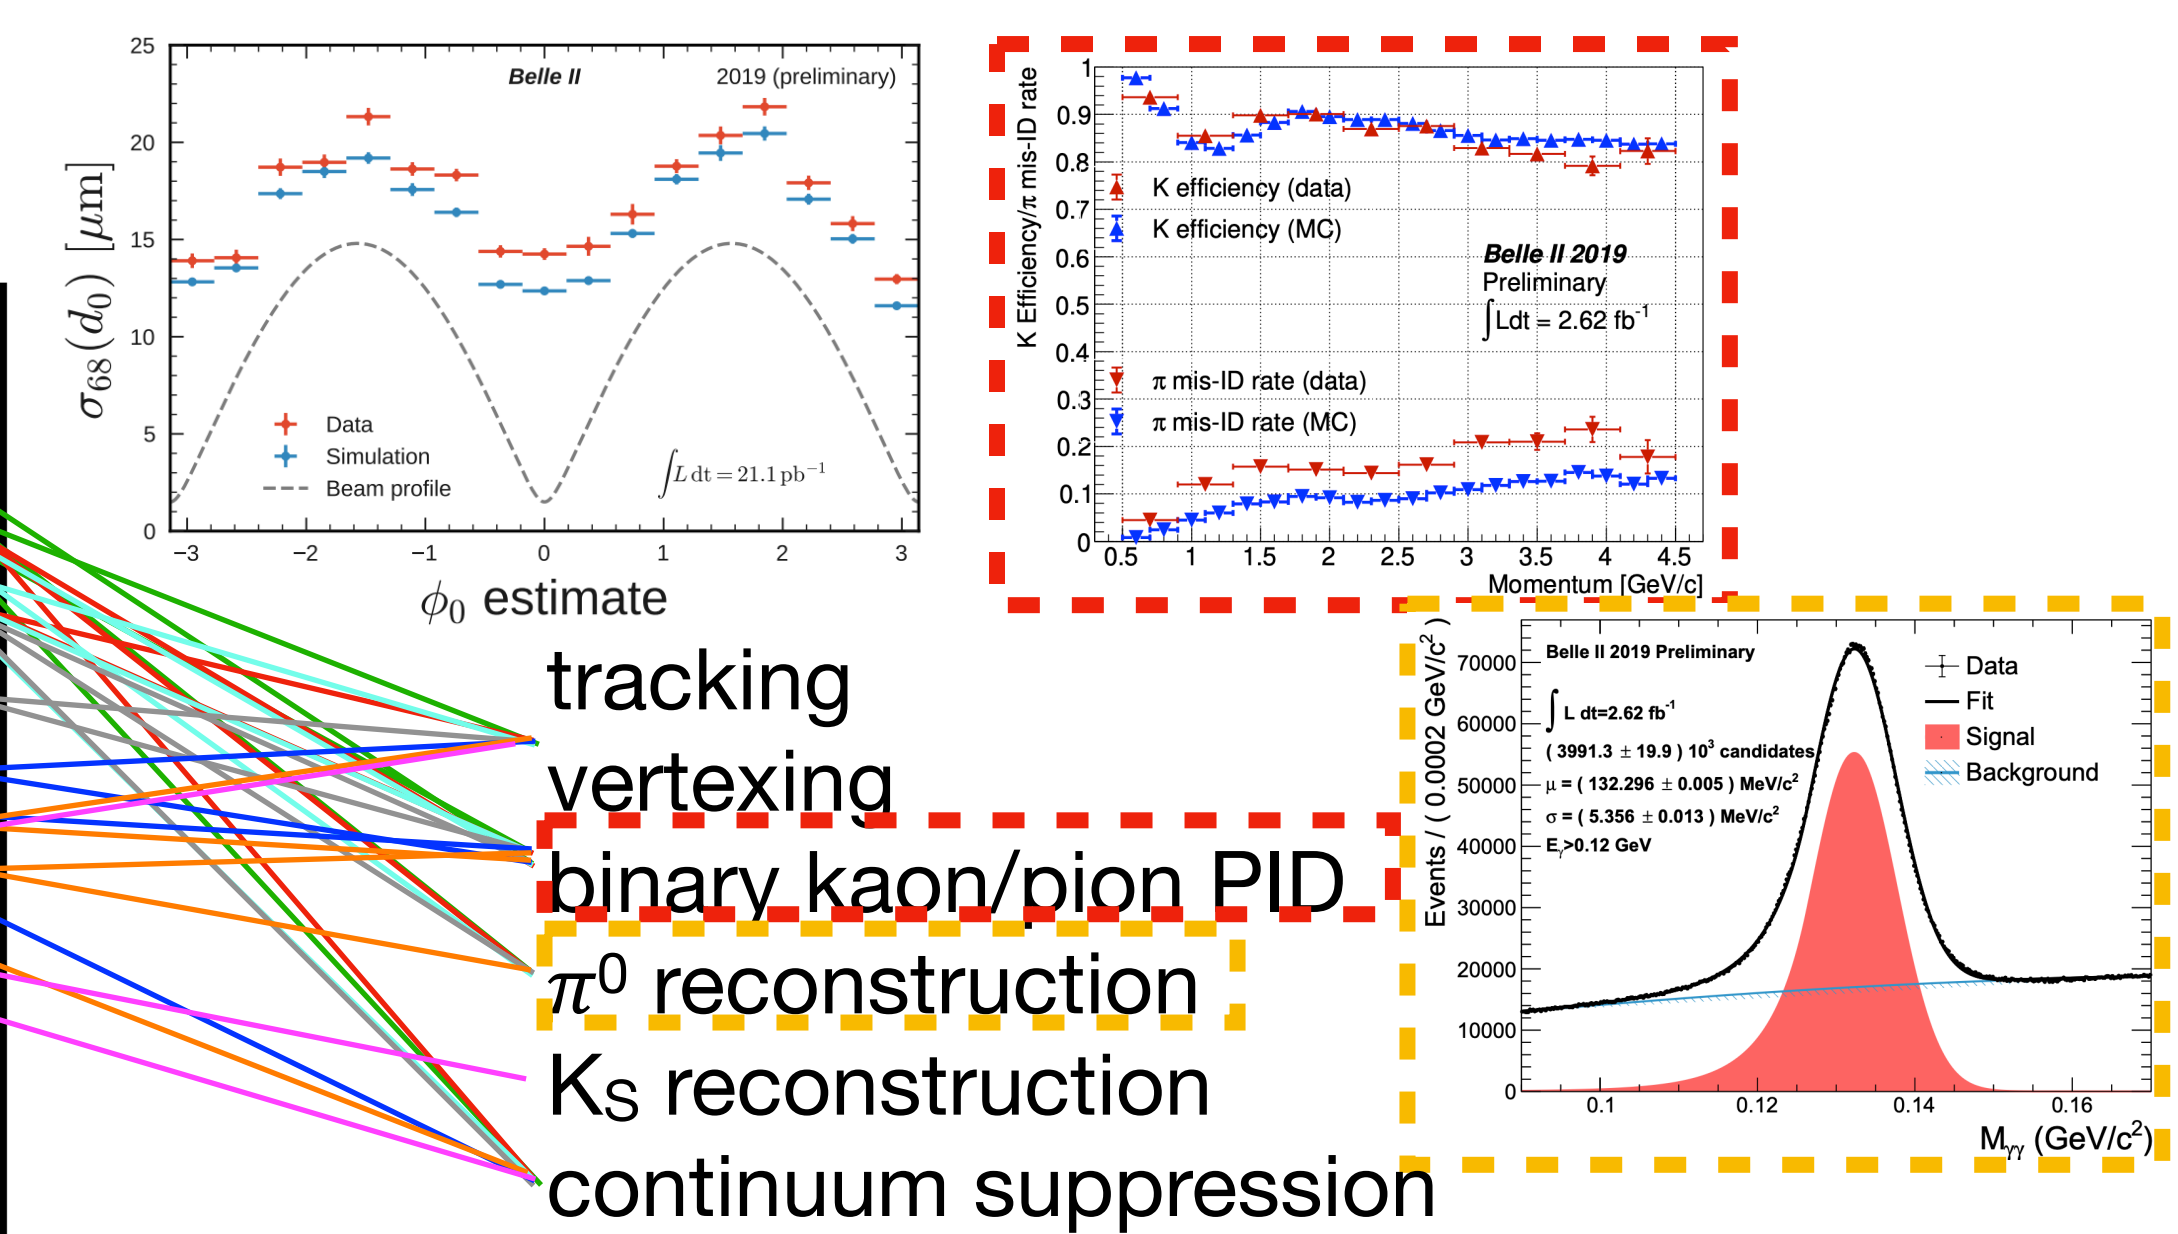 25
20
15
10
5
0
σ68(d0) [μm]
Belle II
2019 (preliminary)
Data
Simulation
Beam profile
∫L dt = 21.1 pb⁻¹
−3 −2 −1 0 1 2 3
ϕ0 estimate
K Efficiency/π mis-ID rate
1
0.9
0.8
0.7
0.6
0.5
0.4
0.3
0.2
0.1
0
K efficiency (data)
K efficiency (MC)
Belle II 2019
Preliminary
∫Ldt = 2.62 fb⁻¹
π mis-ID rate (data)
π mis-ID rate (MC)
0.5 1 1.5 2 2.5 3 3.5 4 4.5
Momentum [GeV/c]
tracking
vertexing
binary kaon/pion PID
π⁰ reconstruction
KS reconstruction
continuum suppression
Events / ( 0.0002 GeV/c² )
70000
60000
50000
40000
30000
20000
10000
0
Belle II 2019 Preliminary
∫ L dt=2.62 fb⁻¹
( 3991.3 ± 19.9 ) 10³ candidates
μ = ( 132.296 ± 0.005 ) MeV/c²
σ = ( 5.356 ± 0.013 ) MeV/c²
Eγ>0.12 GeV
Data
Fit
Signal
Background
0.1 0.12 0.14 0.16
Mγγ (GeV/c²)